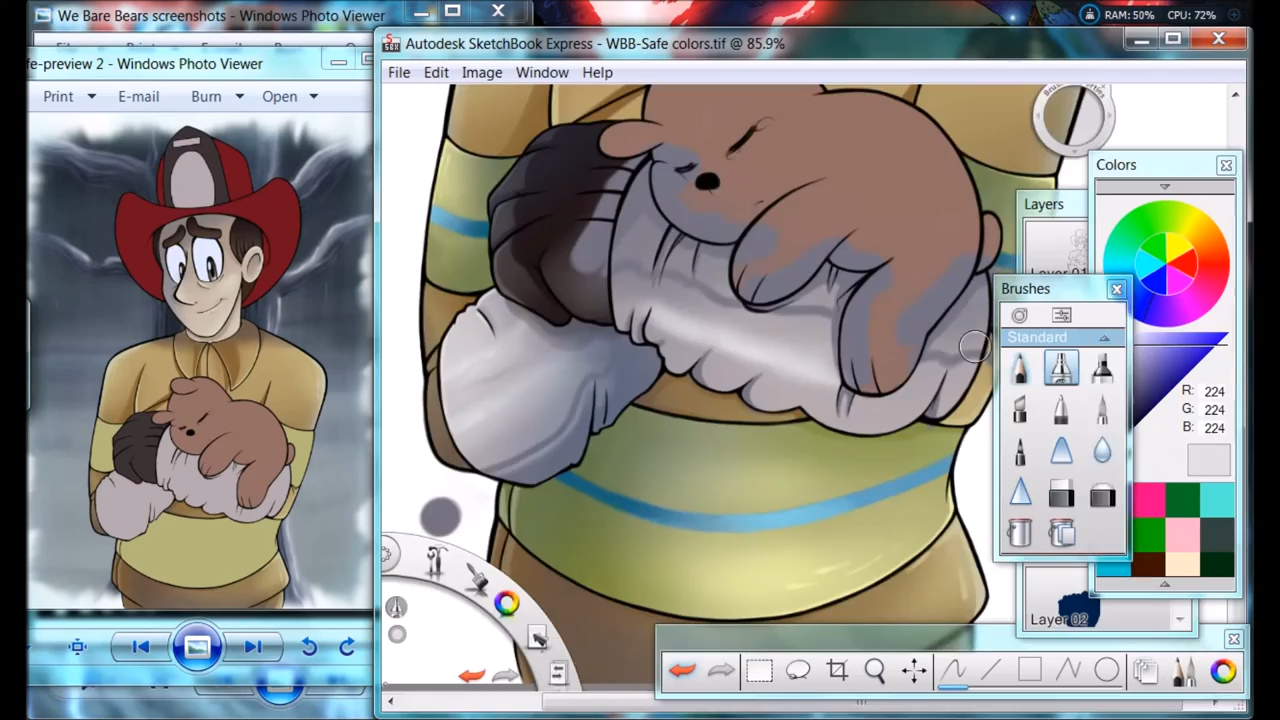 We Bare Bears screenshots - Windows Photo Viewer
RAM: 50% CPU: 72%
fe-preview 2 - Windows Photo Viewer
Print E-mail Burn Open
Autodesk SketchBook Express - WBB-Safe colors.tif @ 85.9%
File Edit Image Window Help
Colors
R: 224
G: 224
B: 224
Layers
Layer 01
Brushes
Standard
Layer 02